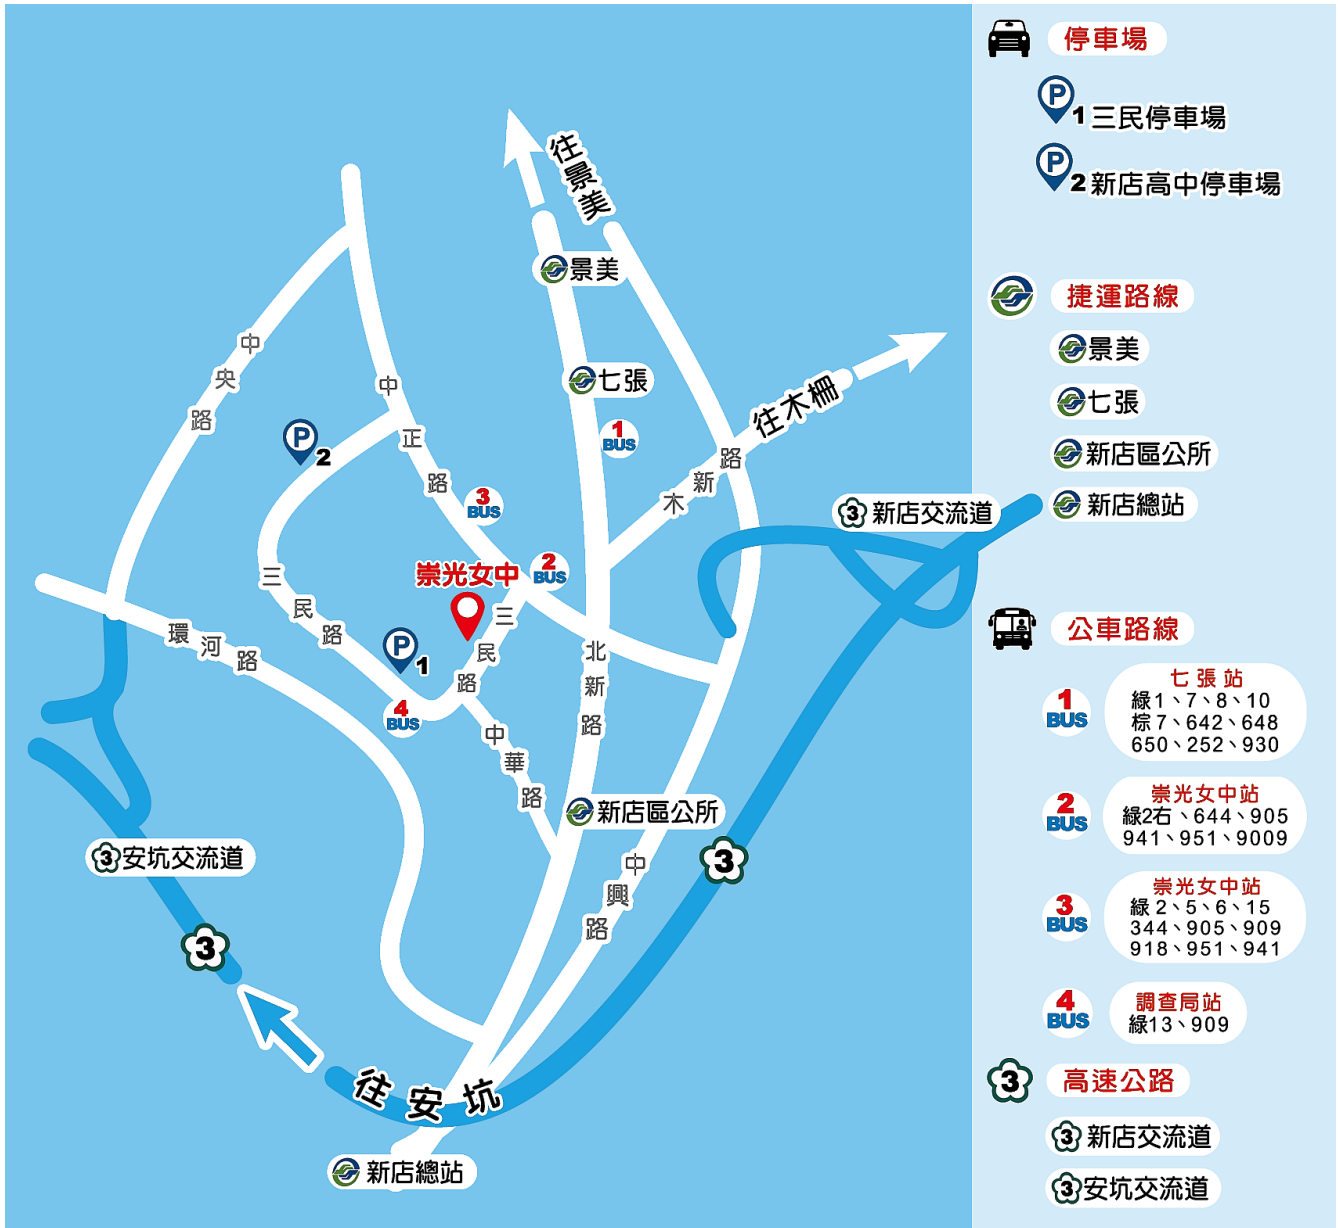 往景美
景美
七張
1
BUS
往木柵
木新路
中央路
中正路
P
2
3
BUS
3
新店交流道
2
BUS
崇光女中
三民路
三民路
P
1
4
BUS
環河路
北新路
中華路
新店區公所
中興路
3
3
安坑交流道
3
往安坑
新店總站
停車場
P
1
三民停車場
P
2
新店高中停車場
捷運路線
景美
七張
新店區公所
新店總站
公車路線
1
BUS
七張站
綠1、7、8、10
棕7、642、648
650、252、930
2
BUS
崇光女中站
綠2右、644、905
941、951、9009
3
BUS
崇光女中站
綠 2、5、6、15
344、905、909
918、951、941
4
BUS
調查局站
綠13、909
3
高速公路
3
新店交流道
3
安坑交流道